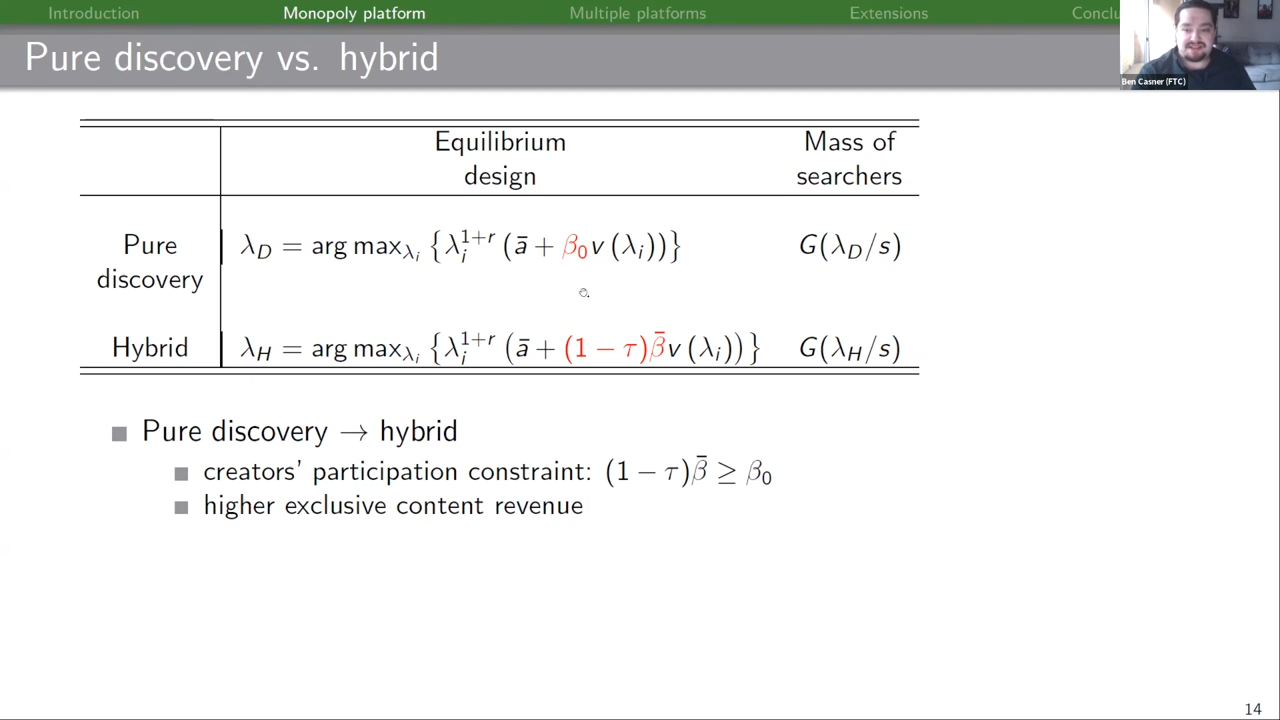 Introduction Monopoly platform Multiple platforms Extensions Conclu
Pure discovery vs. hybrid
Ben Casner (FTC)
Equilibrium design Mass of searchers
Pure discovery λ_D = arg max_{λ_i} {λ_i^{1+r} (ā + β_0 v (λ_i))} G(λ_D/s)
Hybrid λ_H = arg max_{λ_i} {λ_i^{1+r} (ā + (1 − τ)β̄v (λ_i))} G(λ_H/s)
Pure discovery → hybrid
creators' participation constraint: (1 − τ)β̄ ≥ β_0
higher exclusive content revenue
14